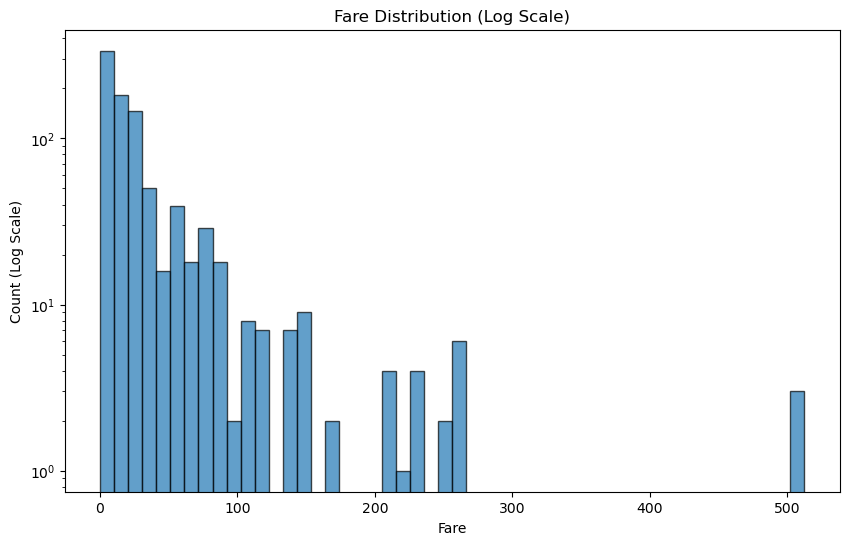 Fare Distribution (Log Scale)
Count (Log Scale)
10²
10¹
10⁰
0 100 200 300 400 500
Fare